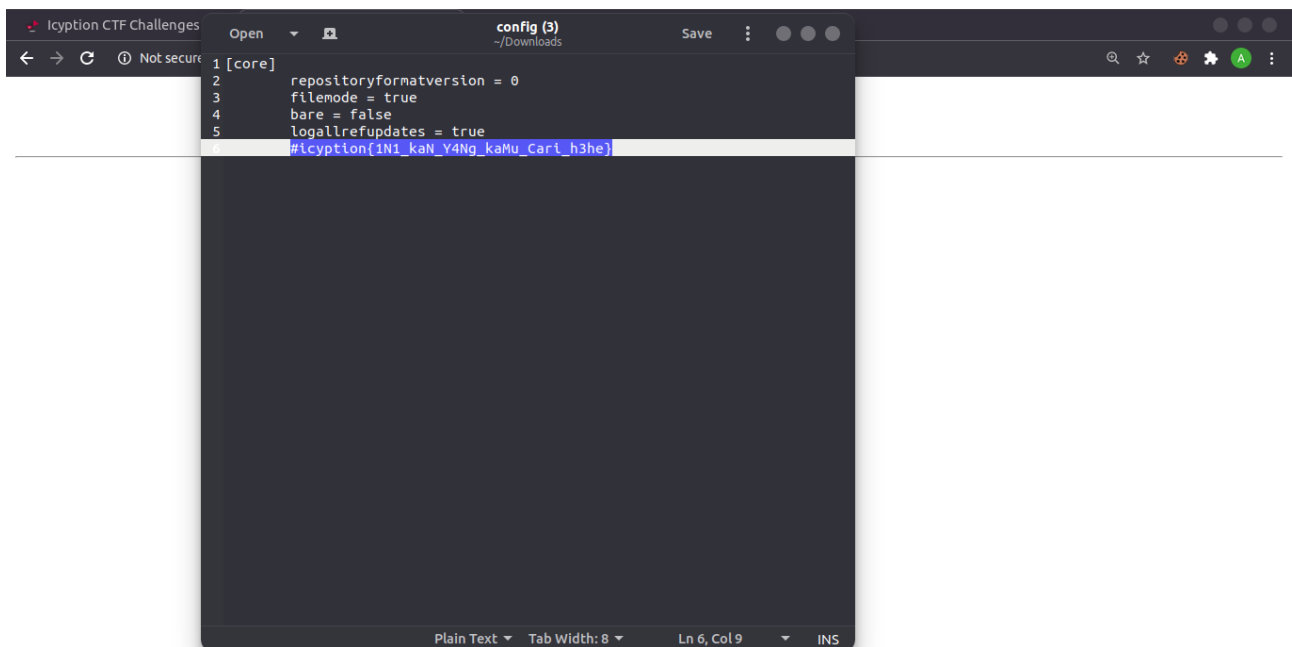 Icyption CTF Challenges
Open
config (3)
~/Downloads
Save
Not secure
A
1 [core]
2 repositoryformatversion = 0
3 filemode = true
4 bare = false
5 logallrefupdates = true
6 #icyption{1N1_kaN_Y4Ng_kaMu_Cari_h3he}
Plain Text
Tab Width: 8
Ln 6, Col 9
INS